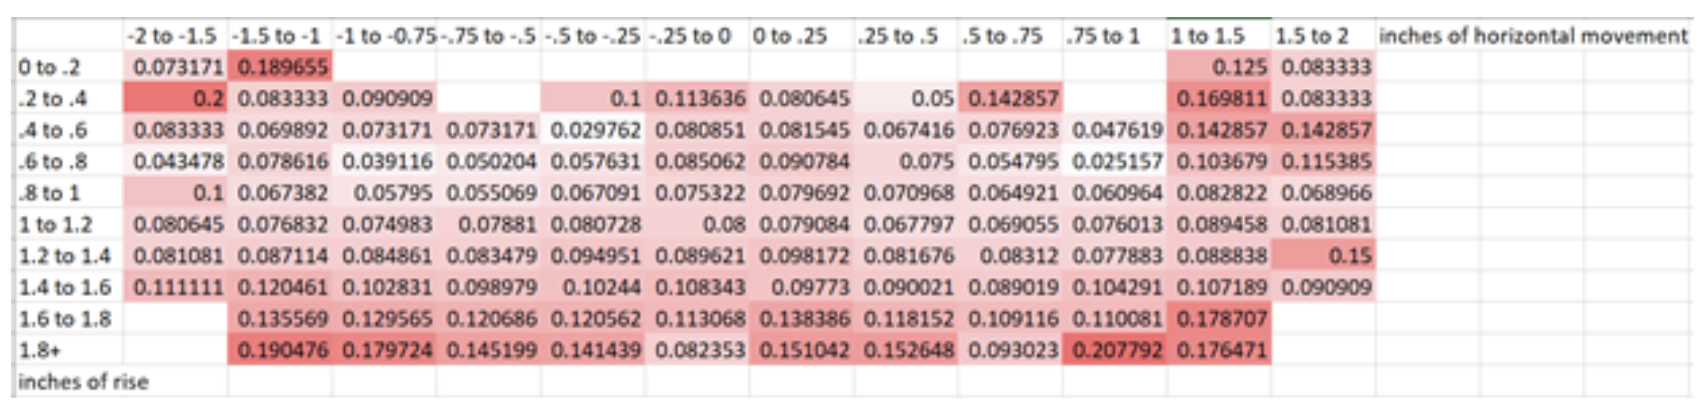 -2 to -1.5 -1.5 to -1 -1 to -0.75 -.75 to -.5 -.5 to -.25 -.25 to 0 0 to .25 .25 to .5 .5 to .75 .75 to 1 1 to 1.5 1.5 to 2 inches of horizontal movement
0 to .2 0.073171 0.189655 0.125 0.083333
.2 to .4 0.2 0.083333 0.090909 0.1 0.113636 0.080645 0.05 0.142857 0.169811 0.083333
.4 to .6 0.083333 0.069892 0.073171 0.073171 0.029762 0.080851 0.081545 0.067416 0.076923 0.047619 0.142857 0.142857
.6 to .8 0.043478 0.078616 0.039116 0.050204 0.057631 0.085062 0.090784 0.075 0.054795 0.025157 0.103679 0.115385
.8 to 1 0.1 0.067382 0.05795 0.055069 0.067091 0.075322 0.079692 0.070968 0.064921 0.060964 0.082822 0.068966
1 to 1.2 0.080645 0.076832 0.074983 0.07881 0.080728 0.08 0.079084 0.067797 0.069055 0.076013 0.089458 0.081081
1.2 to 1.4 0.081081 0.087114 0.084861 0.083479 0.094951 0.089621 0.098172 0.081676 0.08312 0.077883 0.088838 0.15
1.4 to 1.6 0.111111 0.120461 0.102831 0.098979 0.10244 0.108343 0.09773 0.090021 0.089019 0.104291 0.107189 0.090909
1.6 to 1.8 0.135569 0.129565 0.120686 0.120562 0.113068 0.138386 0.118152 0.109116 0.110081 0.178707
1.8+ 0.190476 0.179724 0.145199 0.141439 0.082353 0.151042 0.152648 0.093023 0.207792 0.176471
inches of rise